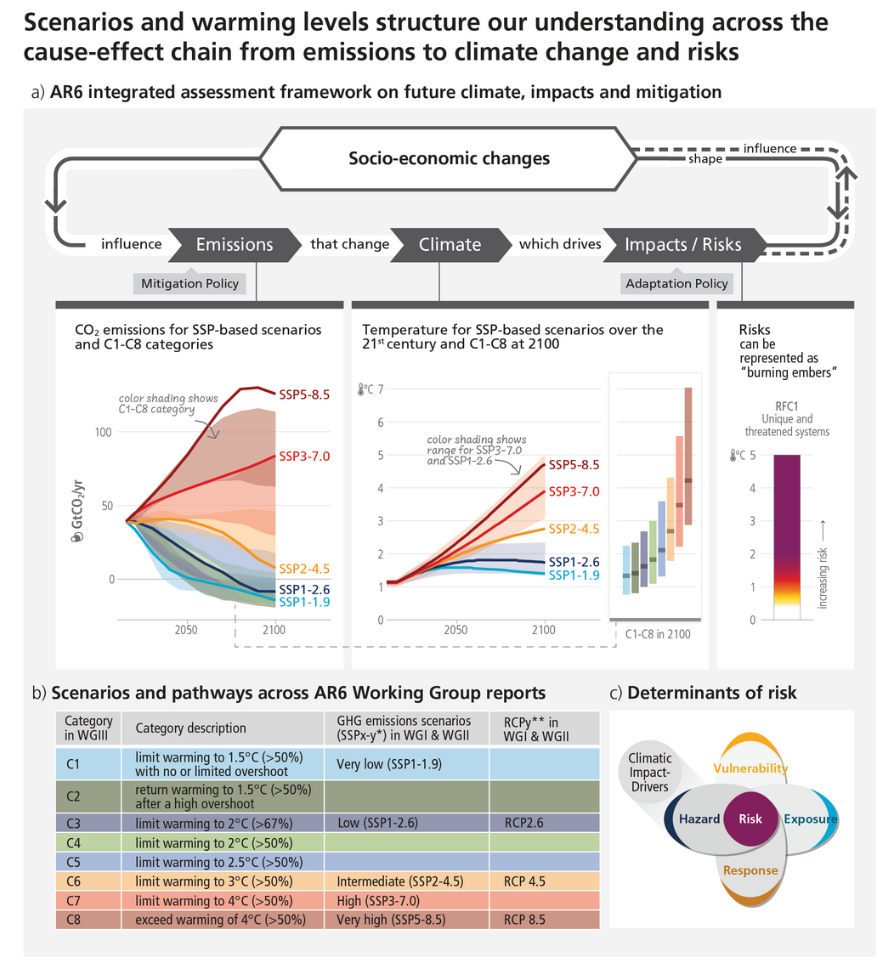 Scenarios and warming levels structure our understanding across the
cause-effect chain from emissions to climate change and risks
a) AR6 integrated assessment framework on future climate, impacts and mitigation
Socio-economic changes
influence
shape
influence
Emissions
that change
Climate
which drives
Impacts / Risks
Mitigation Policy
Adaptation Policy
CO₂ emissions for SSP-based scenarios
and C1-C8 categories
color shading shows
C1-C8 category
GtCO₂/yr
100
50
0
2050
2100
SSP5-8.5
SSP3-7.0
SSP2-4.5
SSP1-2.6
SSP1-1.9
Temperature for SSP-based scenarios over the
21st century and C1-C8 at 2100
°C
7
6
5
4
3
2
1
0
color shading shows
range for SSP3-7.0
and SSP1-2.6
SSP5-8.5
SSP3-7.0
SSP2-4.5
SSP1-2.6
SSP1-1.9
2050
2100
C1-C8 in 2100
Risks
can be
represented as
“burning embers”
RFC1
Unique and
threatened systems
°C
5
4
3
2
1
0
increasing risk
b) Scenarios and pathways across AR6 Working Group reports
Category in WGIII | Category description | GHG emissions scenarios (SSPx-y*) in WGI & WGII | RCPy** in WGI & WGII
C1 | limit warming to 1.5°C (>50%) with no or limited overshoot | Very low (SSP1-1.9)
C2 | return warming to 1.5°C (>50%) after a high overshoot
C3 | limit warming to 2°C (>67%) | Low (SSP1-2.6) | RCP2.6
C4 | limit warming to 2°C (>50%)
C5 | limit warming to 2.5°C (>50%)
C6 | limit warming to 3°C (>50%) | Intermediate (SSP2-4.5) | RCP 4.5
C7 | limit warming to 4°C (>50%) | High (SSP3-7.0)
C8 | exceed warming of 4°C (>50%) | Very high (SSP5-8.5) | RCP 8.5
c) Determinants of risk
Climatic
Impact-
Drivers
Vulnerability
Hazard
Risk
Exposure
Response